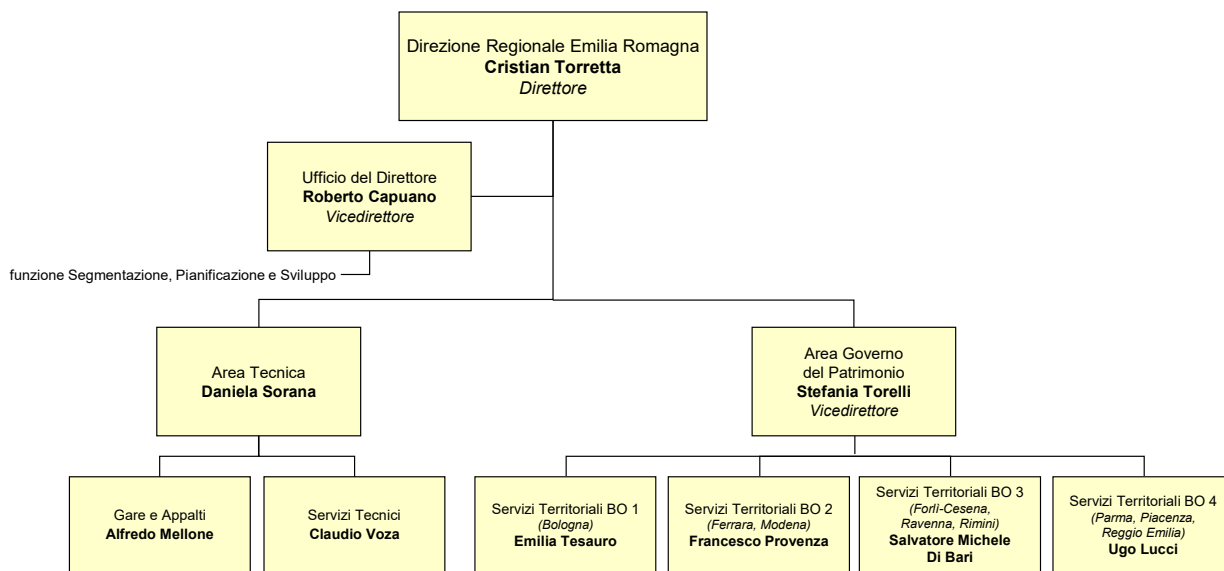 Direzione Regionale Emilia Romagna
Cristian Torretta
Direttore
Ufficio del Direttore
Roberto Capuano
Vicedirettore
funzione Segmentazione, Pianificazione e Sviluppo
Area Tecnica
Daniela Sorana
Area Governo
del Patrimonio
Stefania Torelli
Vicedirettore
Gare e Appalti
Alfredo Mellone
Servizi Tecnici
Claudio Voza
Servizi Territoriali BO 1
(Bologna)
Emilia Tesauro
Servizi Territoriali BO 2
(Ferrara, Modena)
Francesco Provenza
Servizi Territoriali BO 3
(Forlì-Cesena,
Ravenna, Rimini)
Salvatore Michele
Di Bari
Servizi Territoriali BO 4
(Parma, Piacenza,
Reggio Emilia)
Ugo Lucci